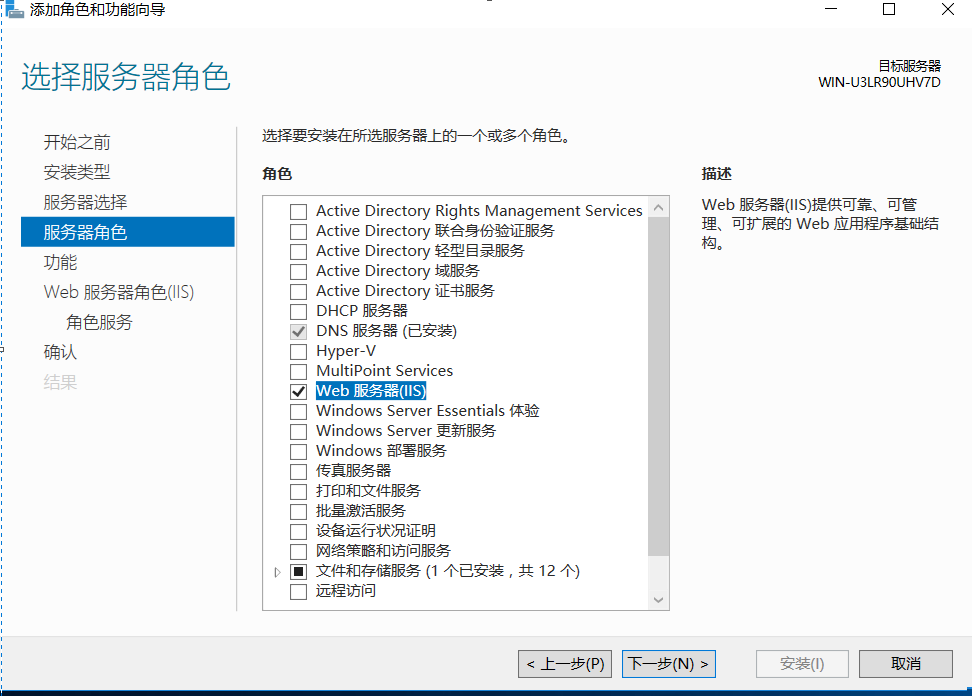 添加角色和功能向导
选择服务器角色
目标服务器
WIN-U3LR90UHV7D
开始之前
安装类型
服务器选择
服务器角色
功能
Web 服务器角色(IIS)
角色服务
确认
结果
选择要安装在所选服务器上的一个或多个角色。
角色
Active Directory Rights Management Services
Active Directory 联合身份验证服务
Active Directory 轻型目录服务
Active Directory 域服务
Active Directory 证书服务
DHCP 服务器
DNS 服务器 (已安装)
Hyper-V
MultiPoint Services
Web 服务器(IIS)
Windows Server Essentials 体验
Windows Server 更新服务
Windows 部署服务
传真服务器
打印和文件服务
批量激活服务
设备运行状况证明
网络策略和访问服务
文件和存储服务 (1 个已安装，共 12 个)
远程访问
描述
Web 服务器(IIS)提供可靠、可管
理、可扩展的 Web 应用程序基础结
构。
< 上一步(P)
下一步(N) >
安装(I)
取消